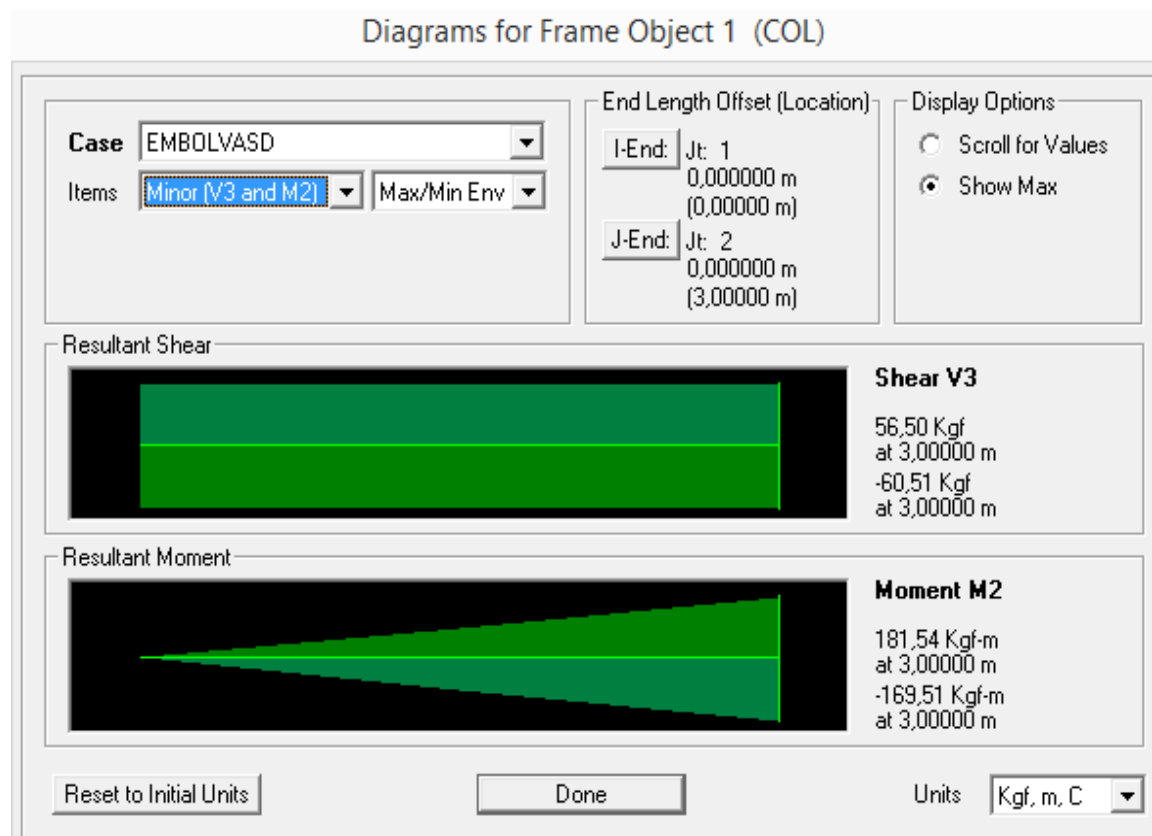 Diagrams for Frame Object 1 (COL)
Case EMBOLVASD
Items Minor (V3 and M2) Max/Min Env
End Length Offset (Location)
I-End: Jt: 1
0,000000 m
(0,00000 m)
J-End: Jt: 2
0,000000 m
(3,00000 m)
Display Options
Scroll for Values
Show Max
Resultant Shear
Shear V3
56,50 Kgf
at 3,00000 m
-60,51 Kgf
at 3,00000 m
Resultant Moment
Moment M2
181,54 Kgf-m
at 3,00000 m
-169,51 Kgf-m
at 3,00000 m
Reset to Initial Units Done Units Kgf, m, C